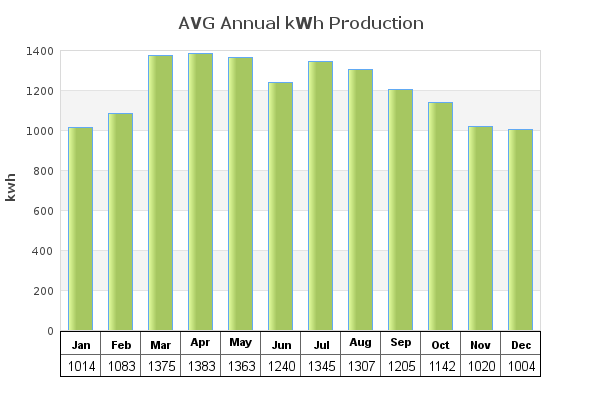 AVG Annual kWh Production
1400
1200
1000
800
600
400
200
0
kwh
Jan Feb Mar Apr May Jun Jul Aug Sep Oct Nov Dec
1014 1083 1375 1383 1363 1240 1345 1307 1205 1142 1020 1004